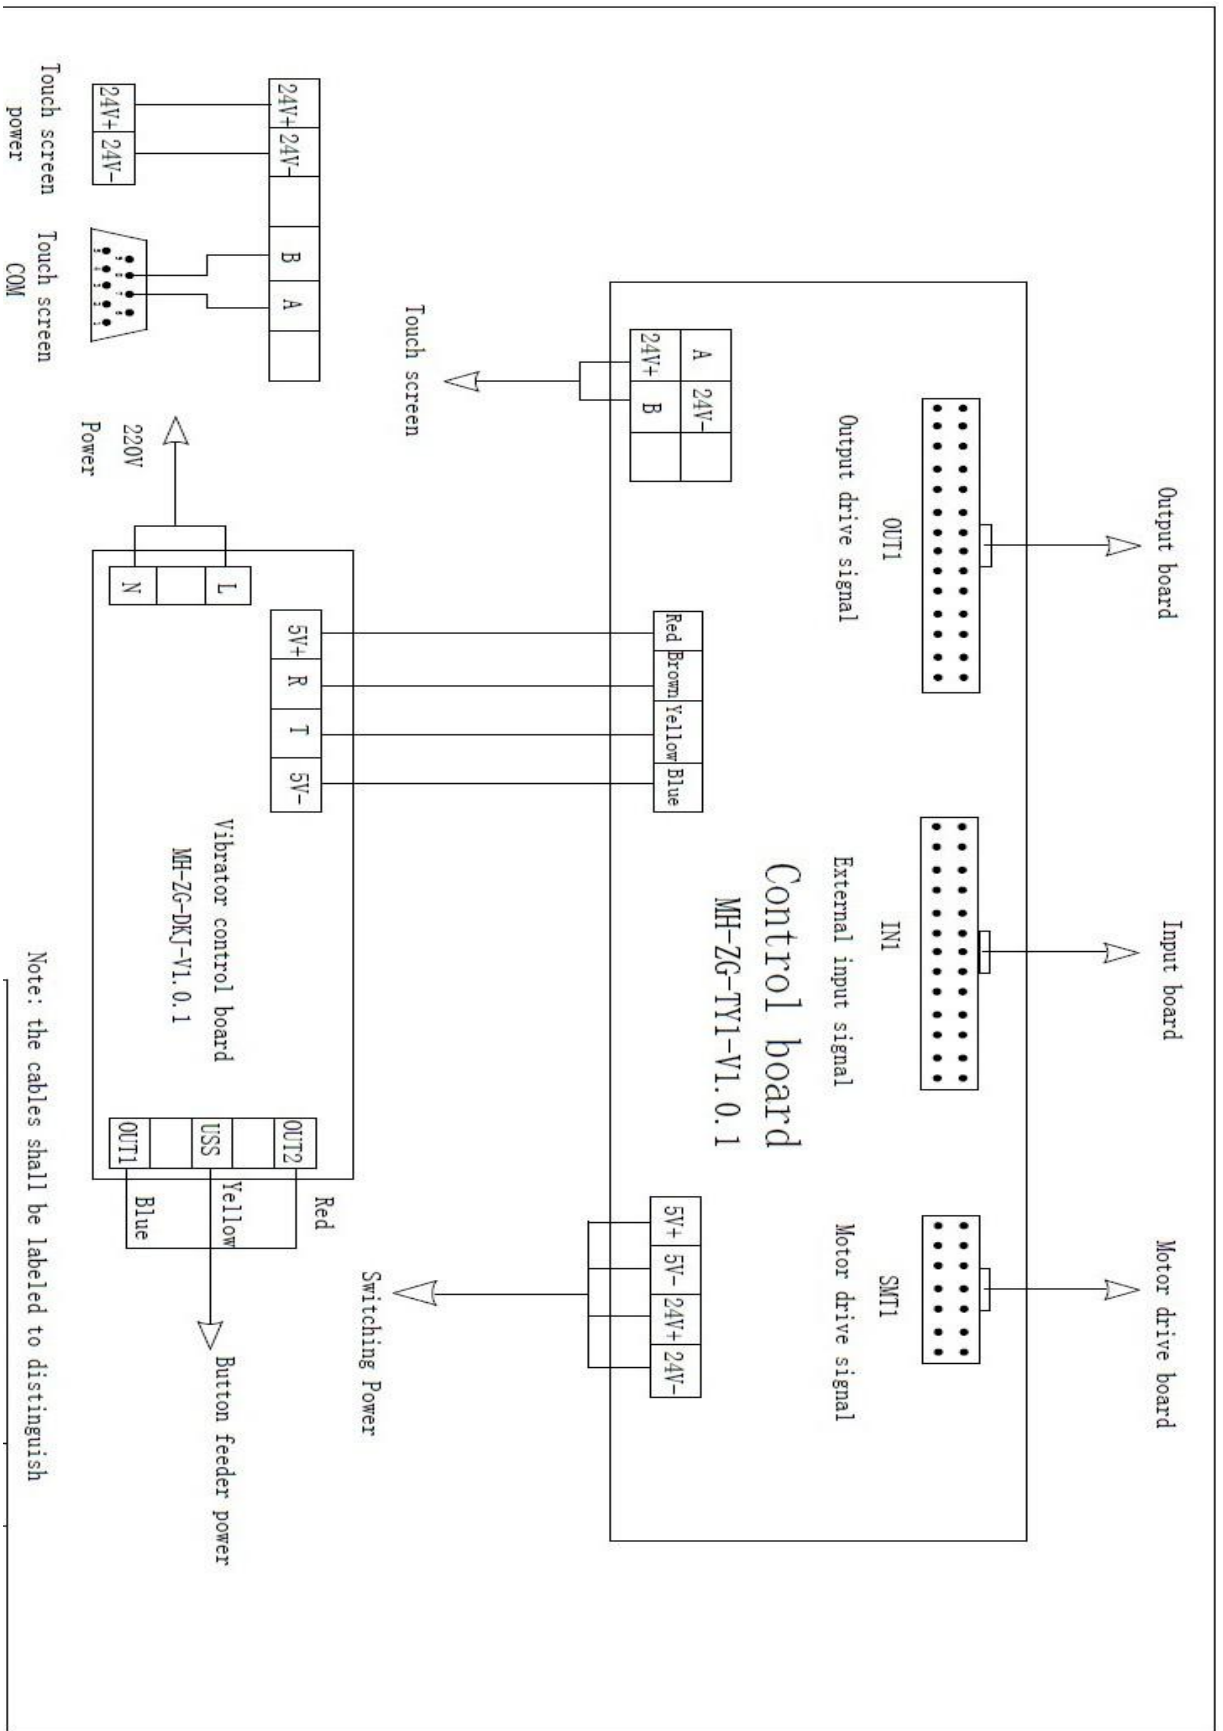 Output board
Input board
Motor drive board
OUT1
Output drive signal
IN1
External input signal
SMT1
Motor drive signal
Control board
MH-ZG-TY1-V1.0.1
A 24V-
24V+ B
Red Brown Yellow Blue
5V+ 5V- 24V+ 24V-
Touch screen
Switching Power
24V+ 24V- B A
24V+ 24V-
Touch screen
power
Touch screen
COM
220V
Power
L
N
5V+ R T 5V-
Vibrator control board
MH-ZG-DKJ-V1.0.1
OUT2
USS
OUT1
Red
Yellow
Blue
Button feeder power
Note: the cables shall be labeled to distinguish